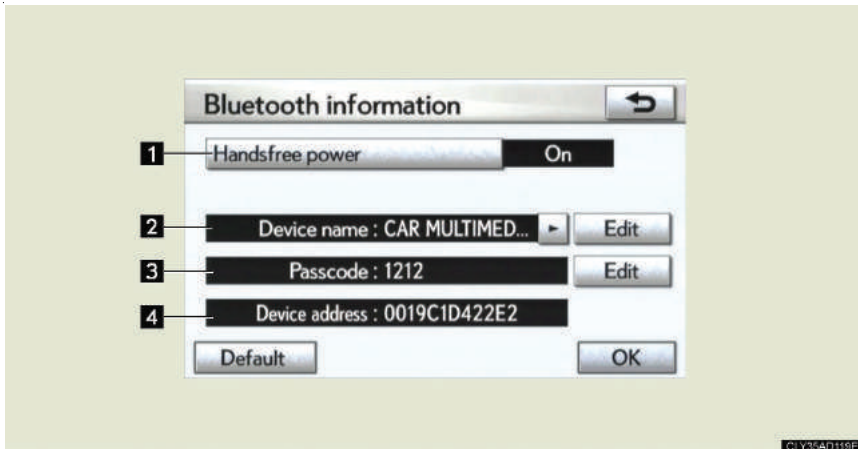 Bluetooth information
1 Handsfree power On
2 Device name : CAR MULTIMED... Edit
3 Passcode : 1212 Edit
4 Device address : 0019C1D422E2
Default OK
CLY35AD119E